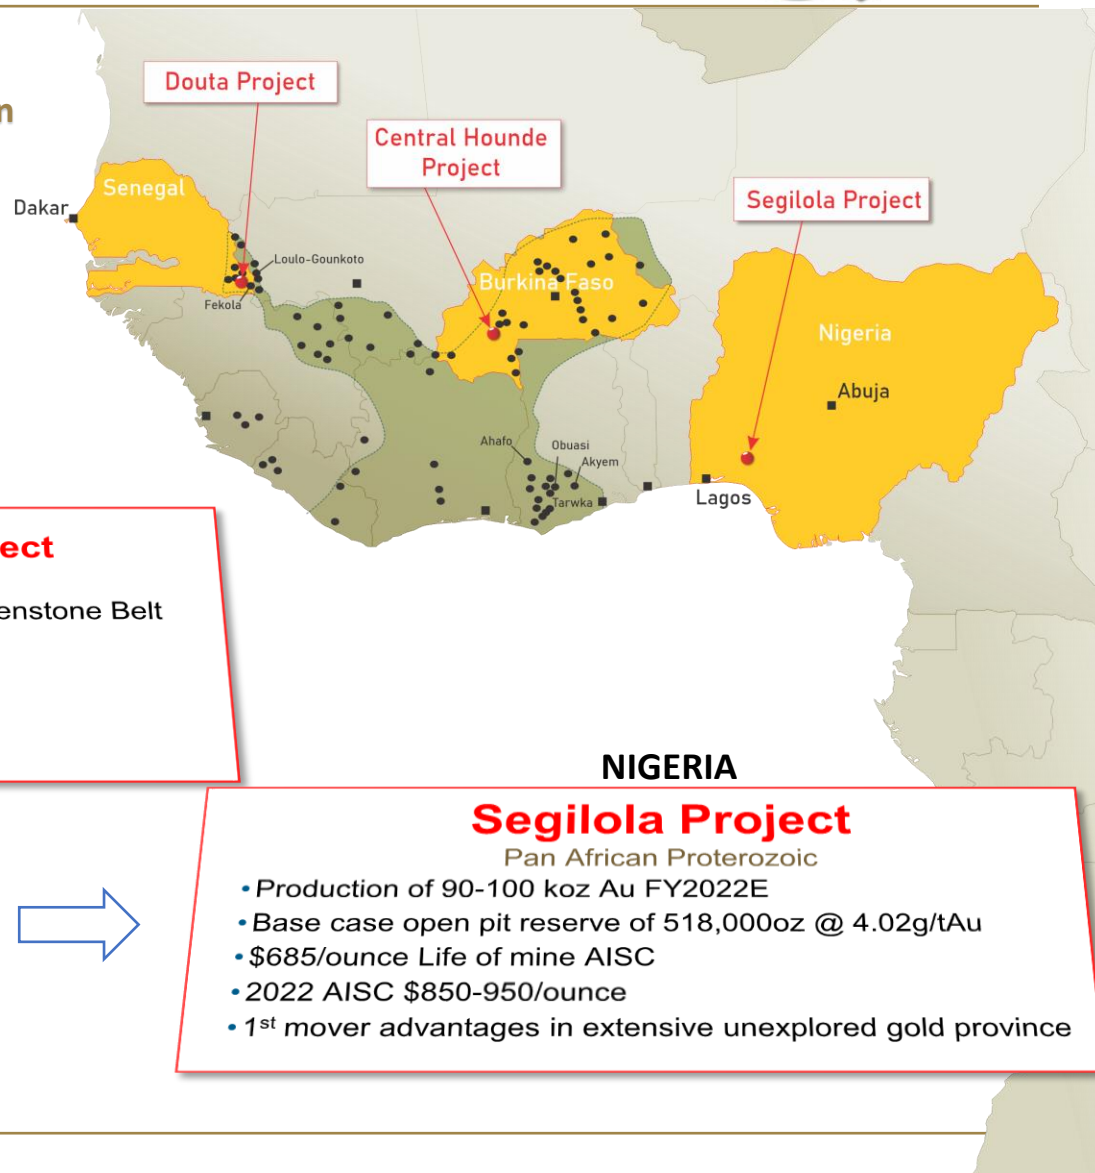 n
Douta Project
Central Hounde
Project
Segilola Project
Senegal
Dakar
Loulo-Gounkoto
Fekola
Burkina Faso
Nigeria
Abuja
Ahafo
Obuasi
Akyem
Tarwka
Lagos
ect
enstone Belt
NIGERIA
Segilola Project
Pan African Proterozoic
•Production of 90-100 koz Au FY2022E
•Base case open pit reserve of 518,000oz @ 4.02g/tAu
•$685/ounce Life of mine AISC
•2022 AISC $850-950/ounce
•1st mover advantages in extensive unexplored gold province